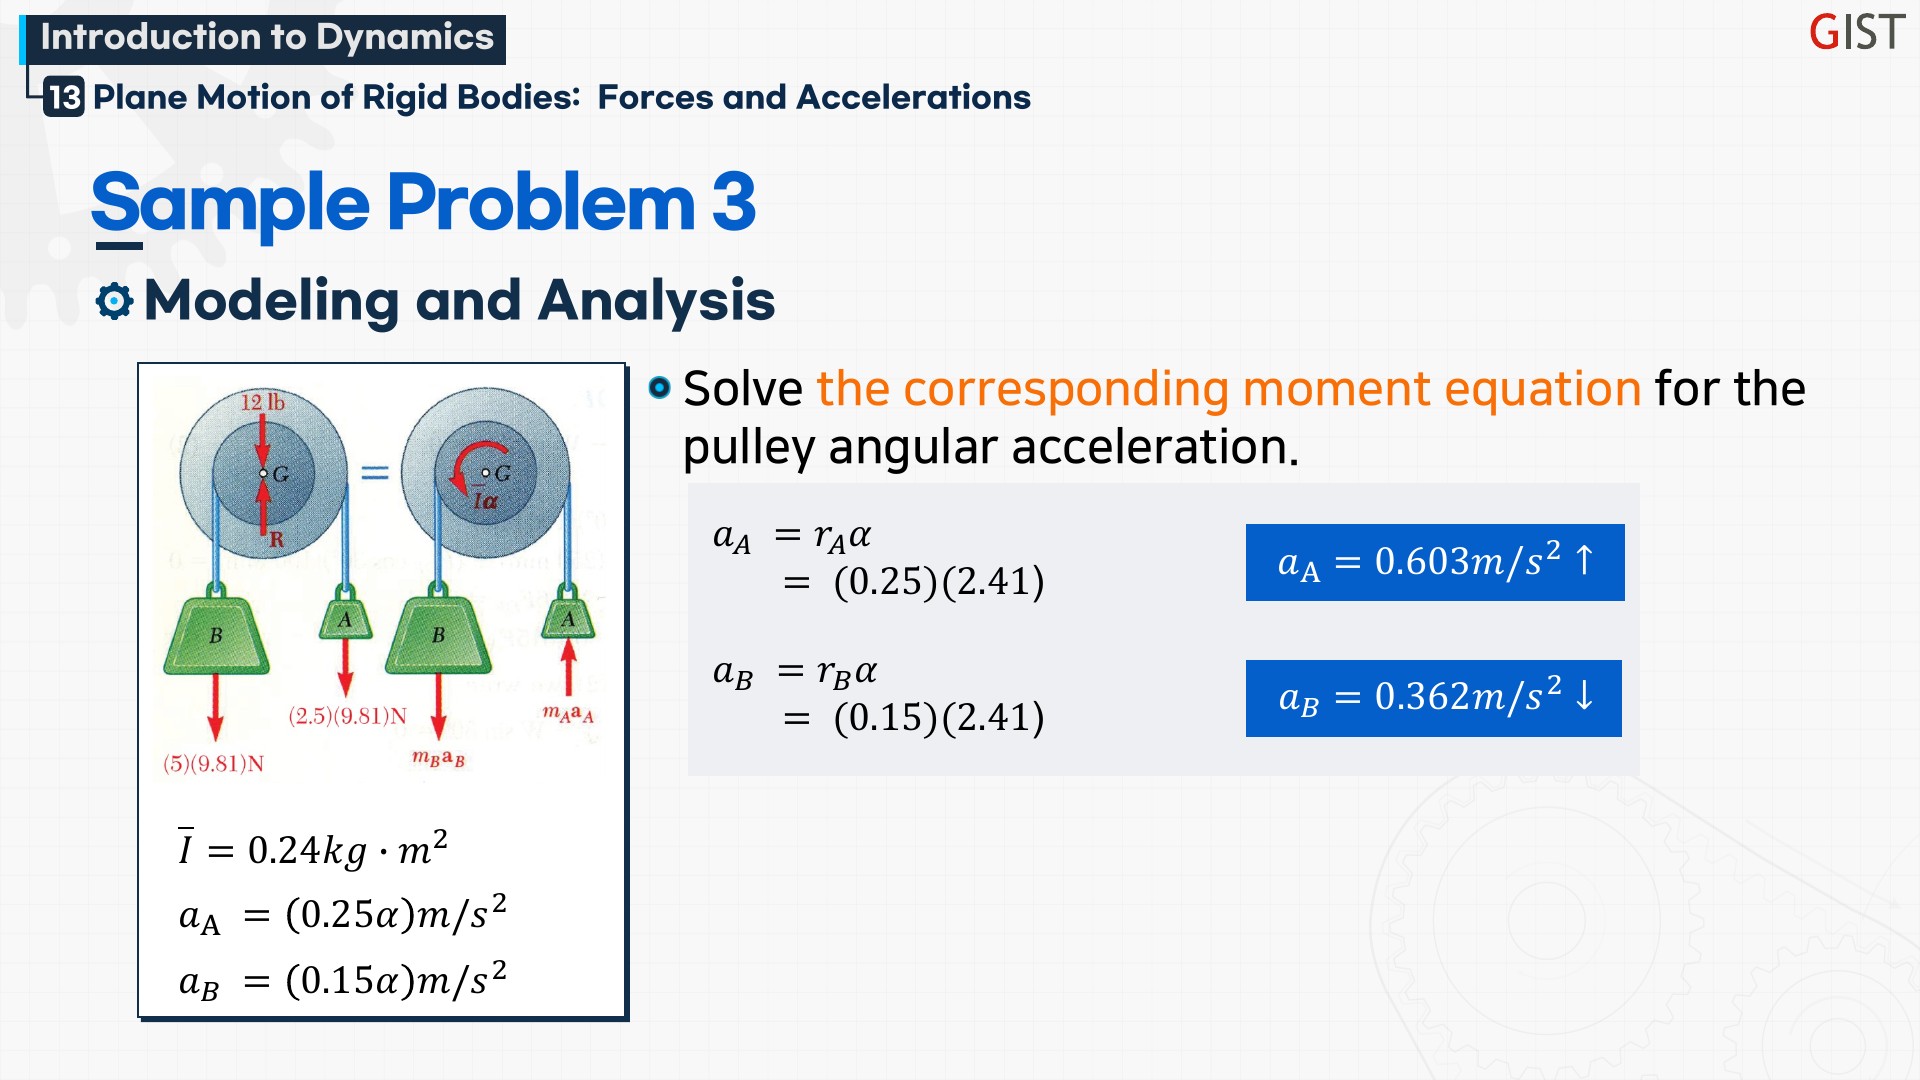 Introduction to Dynamics
GIST
13 Plane Motion of Rigid Bodies: Forces and Accelerations
Sample Problem 3
Modeling and Analysis
Solve the corresponding moment equation for the
pulley angular acceleration.
12 lb
G
R
=
G
Īα
B
A
B
A
(2.5)(9.81)N
(5)(9.81)N
m_A a_A
m_B a_B
Ī = 0.24kg · m²
a_A = (0.25α)m/s²
a_B = (0.15α)m/s²
a_A = r_Aα
= (0.25)(2.41)
a_A = 0.603m/s² ↑
a_B = r_Bα
= (0.15)(2.41)
a_B = 0.362m/s² ↓